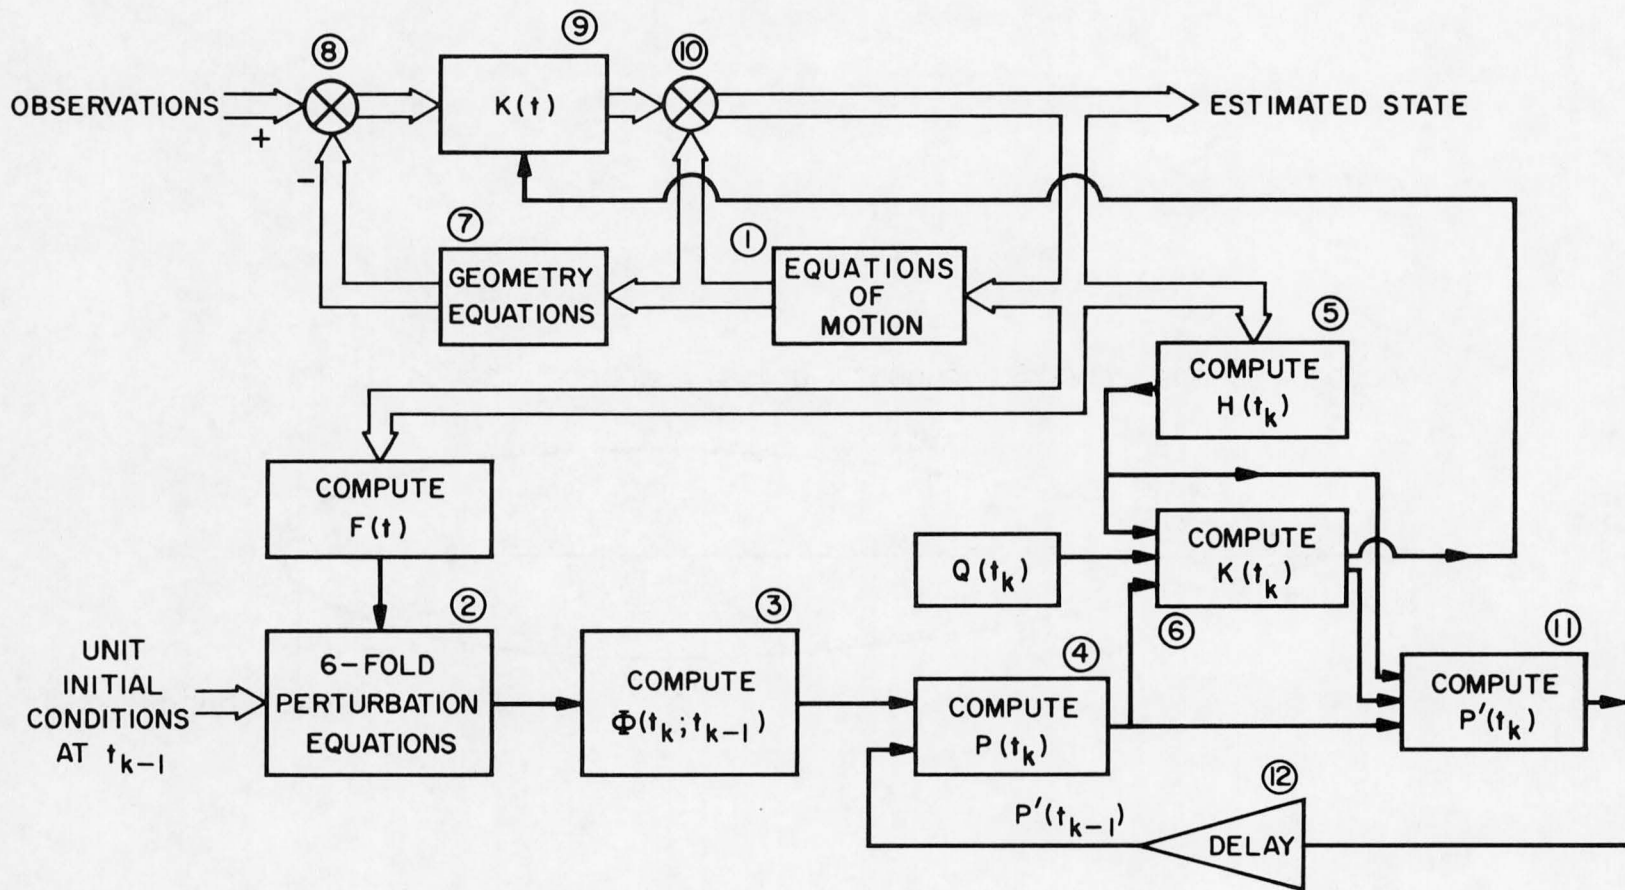 ⑧
⑨
⑩
OBSERVATIONS
+
K(t)
ESTIMATED STATE
−
⑦
GEOMETRY
EQUATIONS
①
EQUATIONS
OF
MOTION
⑤
COMPUTE
H(tk)
COMPUTE
F(t)
Q(tk)
COMPUTE
K(tk)
⑥
UNIT
INITIAL
CONDITIONS
AT tk−1
②
6-FOLD
PERTURBATION
EQUATIONS
③
COMPUTE
Φ(tk;tk−1)
④
COMPUTE
P(tk)
⑪
COMPUTE
P'(tk)
⑫
P'(tk−1)
DELAY